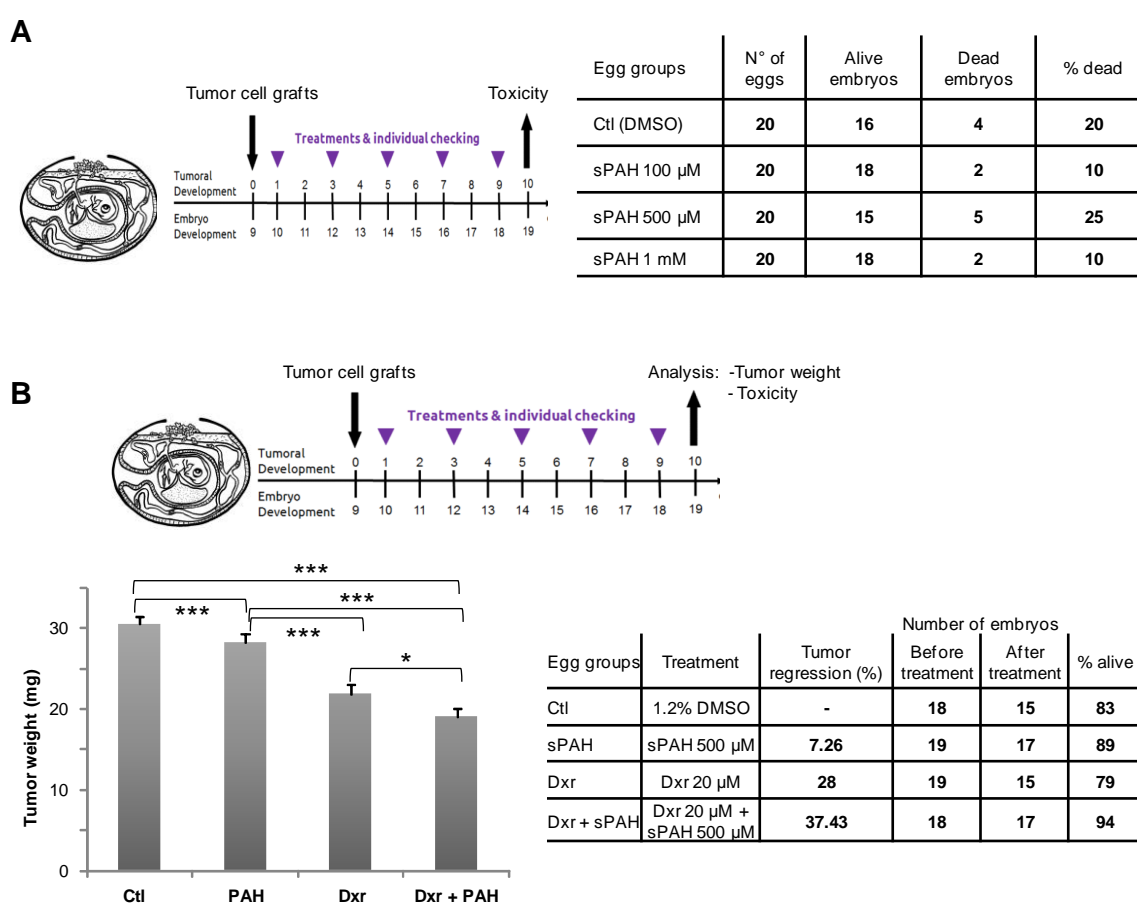 A
Tumor cell grafts
Toxicity
Treatments & individual checking
Tumoral
Development
0 1 2 3 4 5 6 7 8 9 10
Embryo
Development
9 10 11 12 13 14 15 16 17 18 19
Egg groups N° of eggs Alive embryos Dead embryos % dead
Ctl (DMSO) 20 16 4 20
sPAH 100 µM 20 18 2 10
sPAH 500 µM 20 15 5 25
sPAH 1 mM 20 18 2 10
B
Tumor cell grafts
Analysis: -Tumor weight
- Toxicity
Treatments & individual checking
Tumoral
Development
0 1 2 3 4 5 6 7 8 9 10
Embryo
Development
9 10 11 12 13 14 15 16 17 18 19
Tumor weight (mg)
30
20
10
0
***
***
***
***
*
Ctl PAH Dxr Dxr + PAH
Number of embryos
Egg groups Treatment Tumor regression (%) Before treatment After treatment % alive
Ctl 1.2% DMSO - 18 15 83
sPAH sPAH 500 µM 7.26 19 17 89
Dxr Dxr 20 µM 28 19 15 79
Dxr + sPAH Dxr 20 µM + sPAH 500 µM 37.43 18 17 94